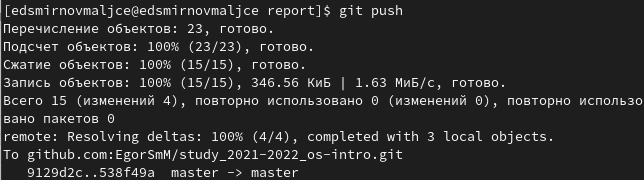 [edsmirnovmaljce@edsmirnovmaljce report]$ git push
Перечисление объектов: 23, готово.
Подсчет объектов: 100% (23/23), готово.
Сжатие объектов: 100% (15/15), готово.
Запись объектов: 100% (15/15), 346.56 КиБ | 1.63 МиБ/с, готово.
Всего 15 (изменений 4), повторно использовано 0 (изменений 0), повторно использо
вано пакетов 0
remote: Resolving deltas: 100% (4/4), completed with 3 local objects.
To github.com:EgorSmM/study_2021-2022_os-intro.git
   9129d2c..538f49a  master -> master